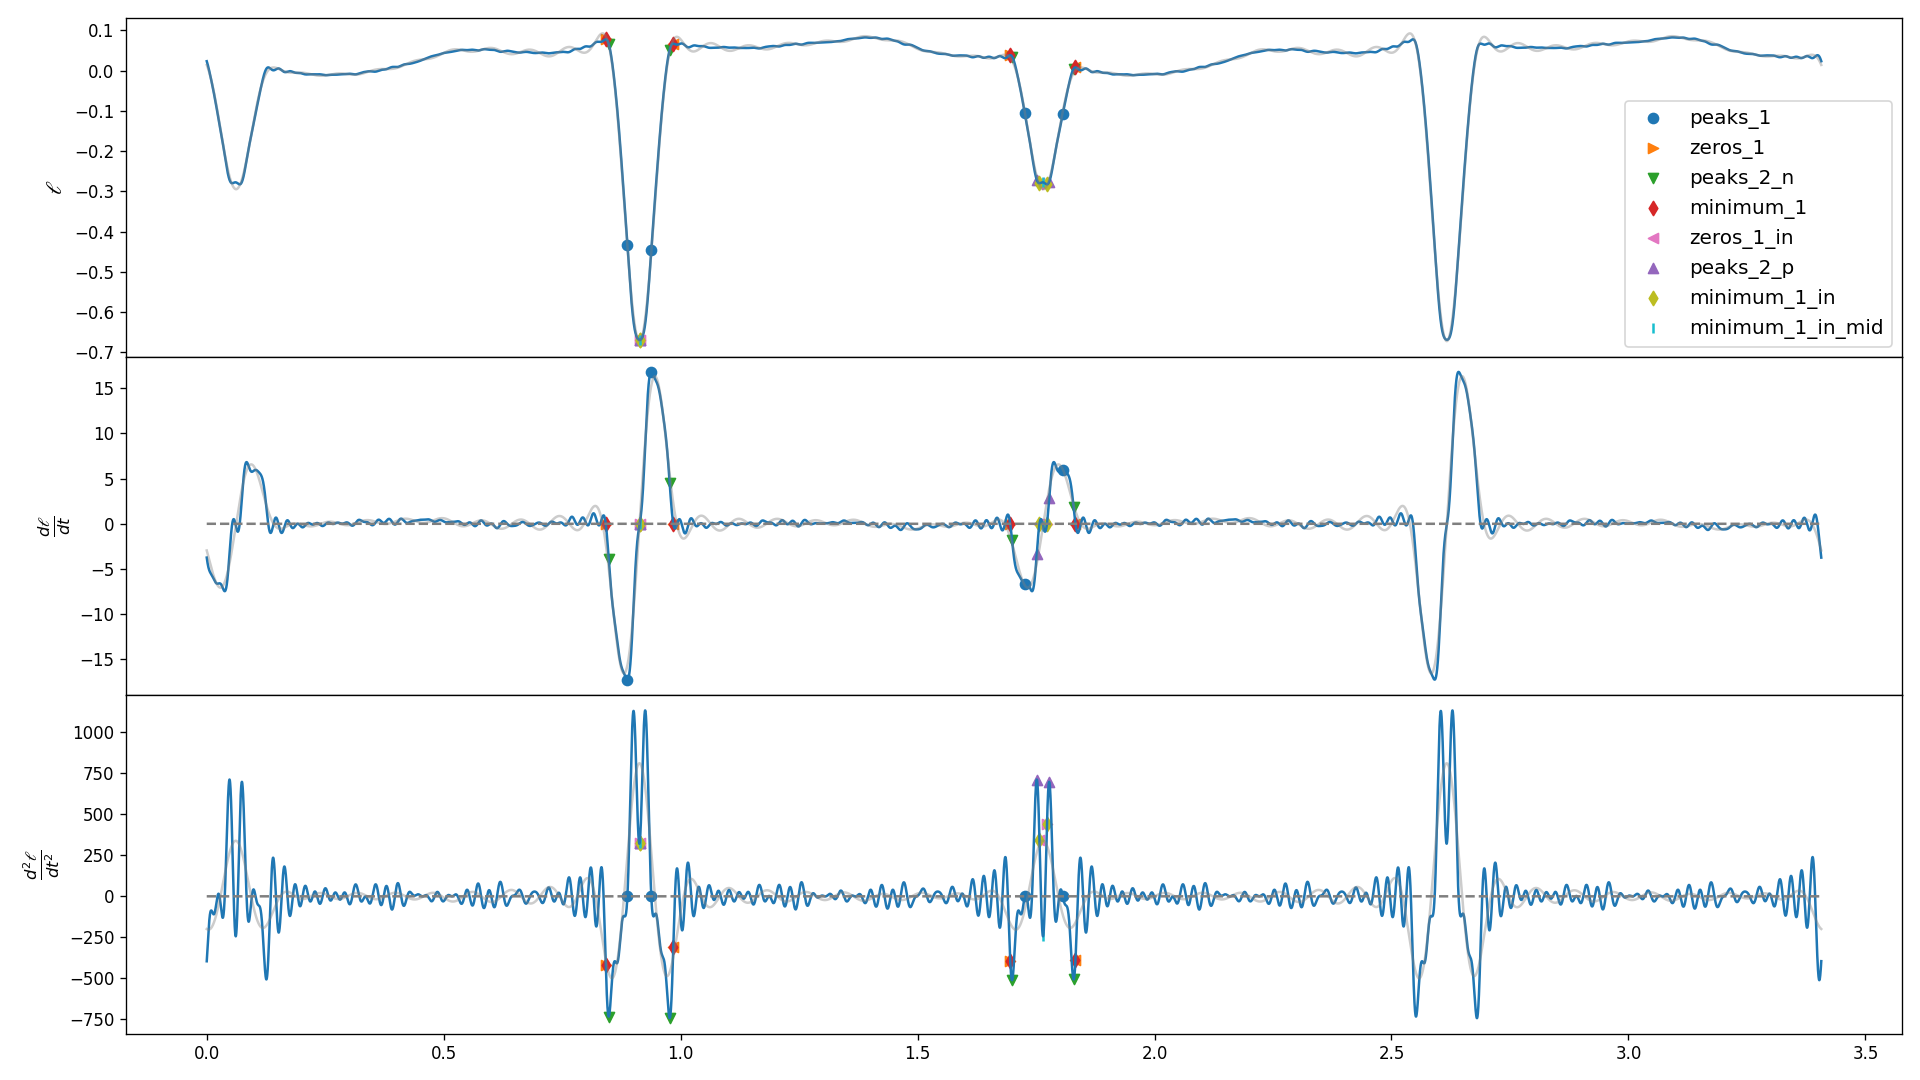 0.1
0.0
−0.1
−0.2
−0.3
−0.4
−0.5
−0.6
−0.7
ℓ
peaks_1
zeros_1
peaks_2_n
minimum_1
zeros_1_in
peaks_2_p
minimum_1_in
minimum_1_in_mid
15
10
5
0
−5
−10
−15
dℓ
dt
1000
750
500
250
0
−250
−500
−750
d²ℓ
dt²
0.0 0.5 1.0 1.5 2.0 2.5 3.0 3.5